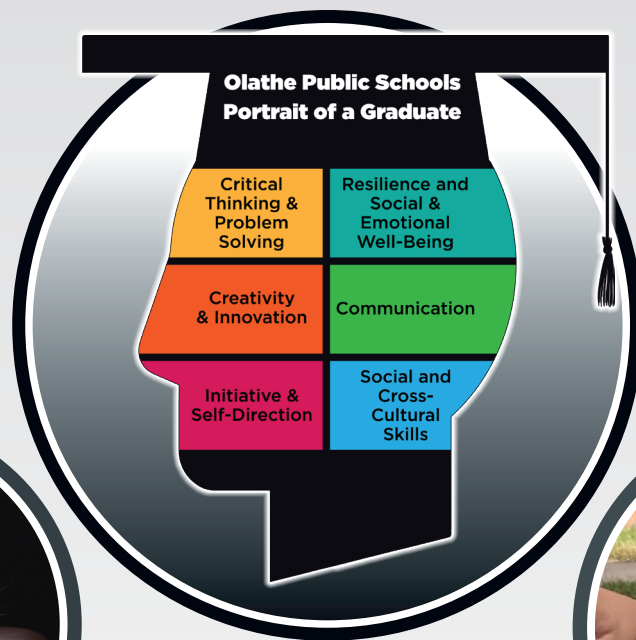 Olathe Public Schools
Portrait of a Graduate
Critical
Thinking &
Problem
Solving
Resilience and
Social &
Emotional
Well-Being
Creativity
& Innovation
Communication
Initiative &
Self-Direction
Social and
Cross-
Cultural
Skills